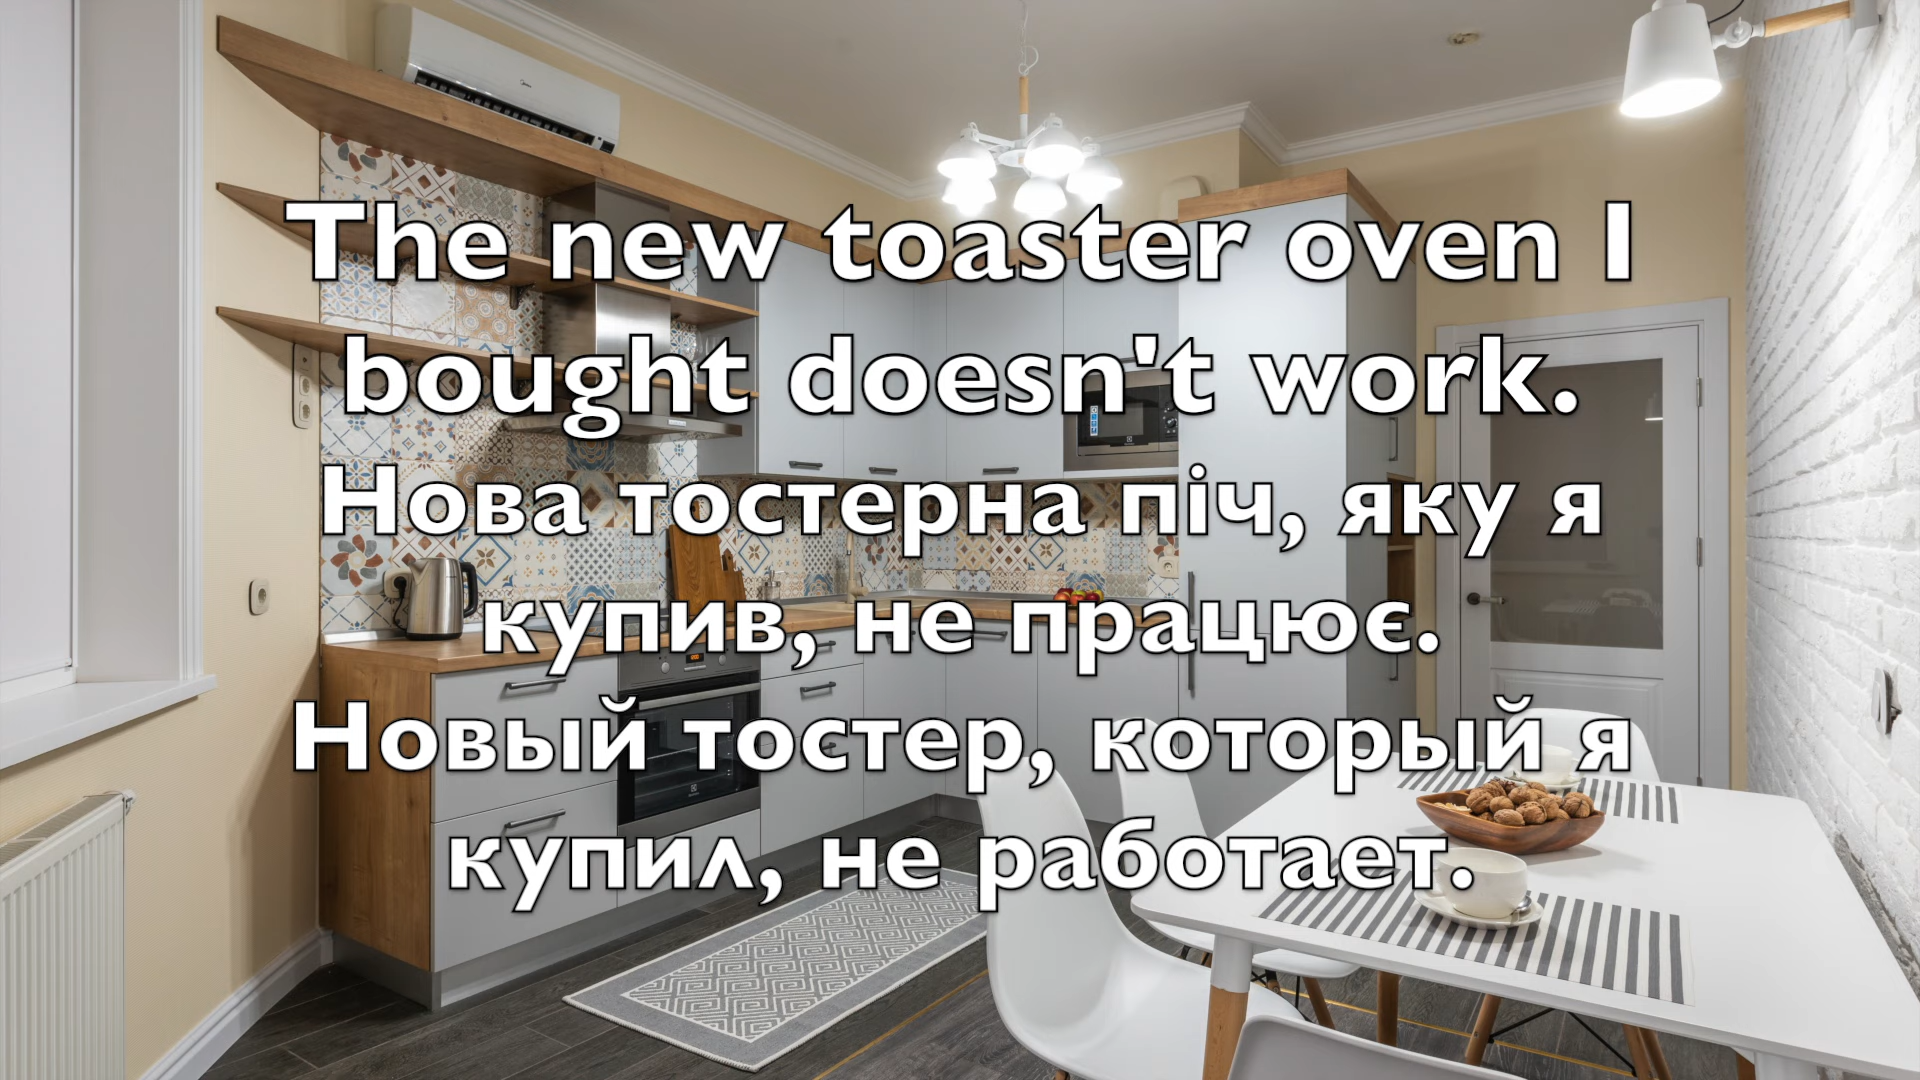 The new toaster oven I
bought doesn't work.
Нова тостерна піч, яку я
купив, не працює.
Новый тостер, который я
купил, не работает.